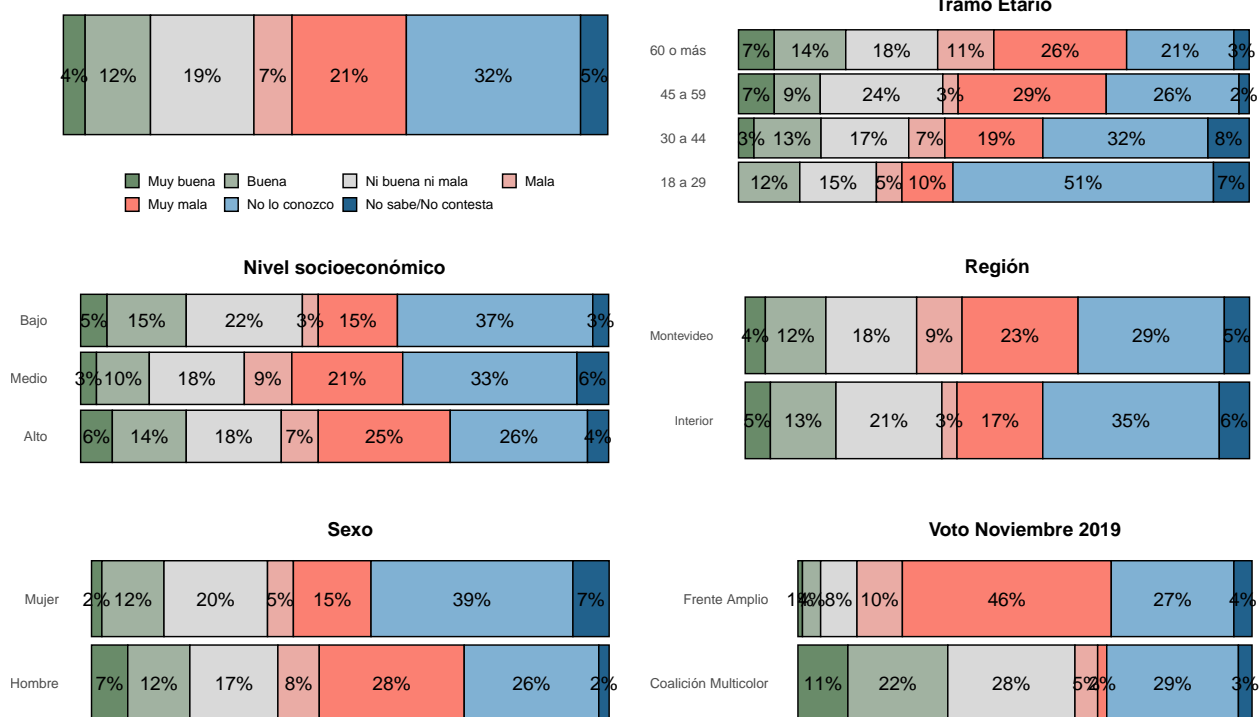 4% 12% 19% 7% 21% 32% 5%
Muy buena Buena Ni buena ni mala Mala
Muy mala No lo conozco No sabe/No contesta
Tramo Etario
60 o más 7% 14% 18% 11% 26% 21% 3%
45 a 59 7% 9% 24% 3% 29% 26% 2%
30 a 44 3% 13% 17% 7% 19% 32% 8%
18 a 29 12% 15% 5% 10% 51% 7%
Nivel socioeconómico
Bajo 5% 15% 22% 3% 15% 37% 3%
Medio 3% 10% 18% 9% 21% 33% 6%
Alto 6% 14% 18% 7% 25% 26% 4%
Región
Montevideo 4% 12% 18% 9% 23% 29% 5%
Interior 5% 13% 21% 3% 17% 35% 6%
Sexo
Mujer 2% 12% 20% 5% 15% 39% 7%
Hombre 7% 12% 17% 8% 28% 26% 2%
Voto Noviembre 2019
Frente Amplio 1% 4% 8% 10% 46% 27% 4%
Coalición Multicolor 11% 22% 28% 5% 2% 29% 3%